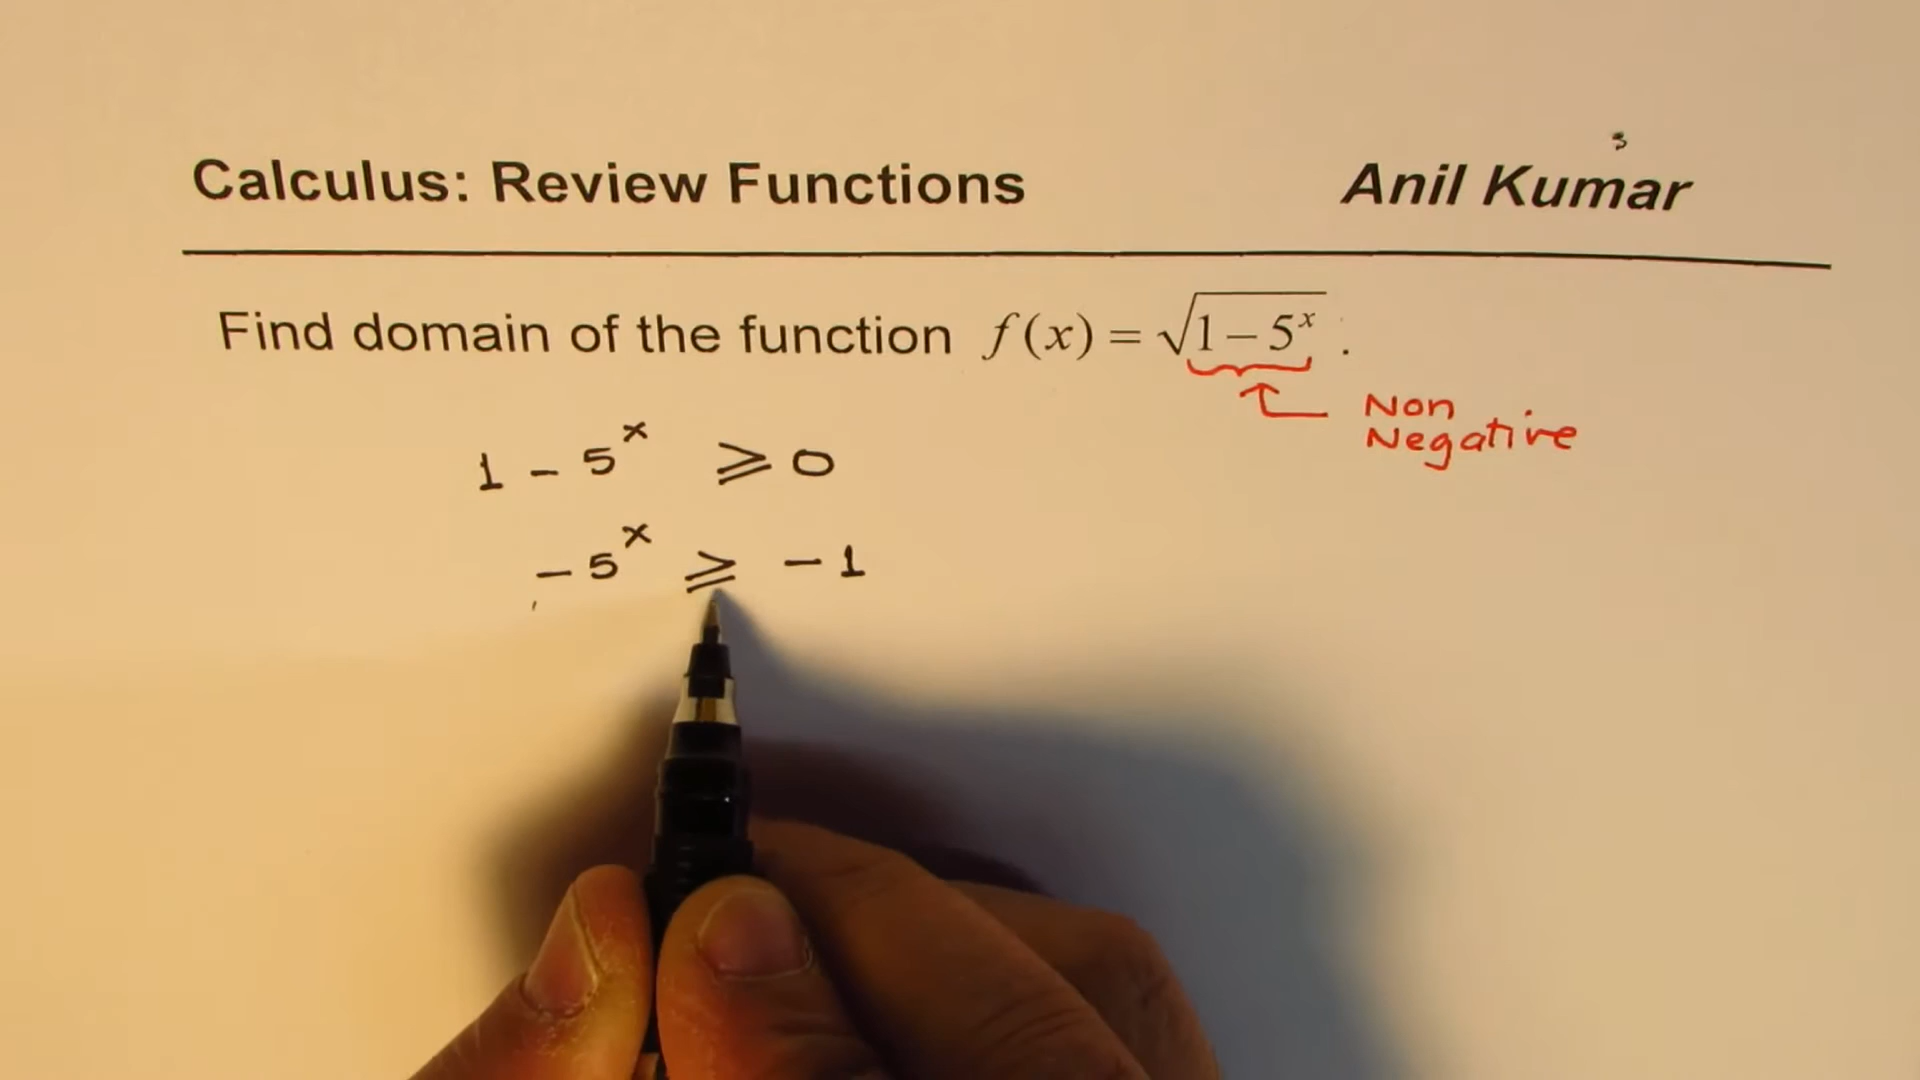 Calculus: Review Functions Anil Kumar
3
Find domain of the function f(x) = √(1 − 5ˣ) .
Non
Negative
1 − 5ˣ ⩾ 0
− 5ˣ ⩾ − 1